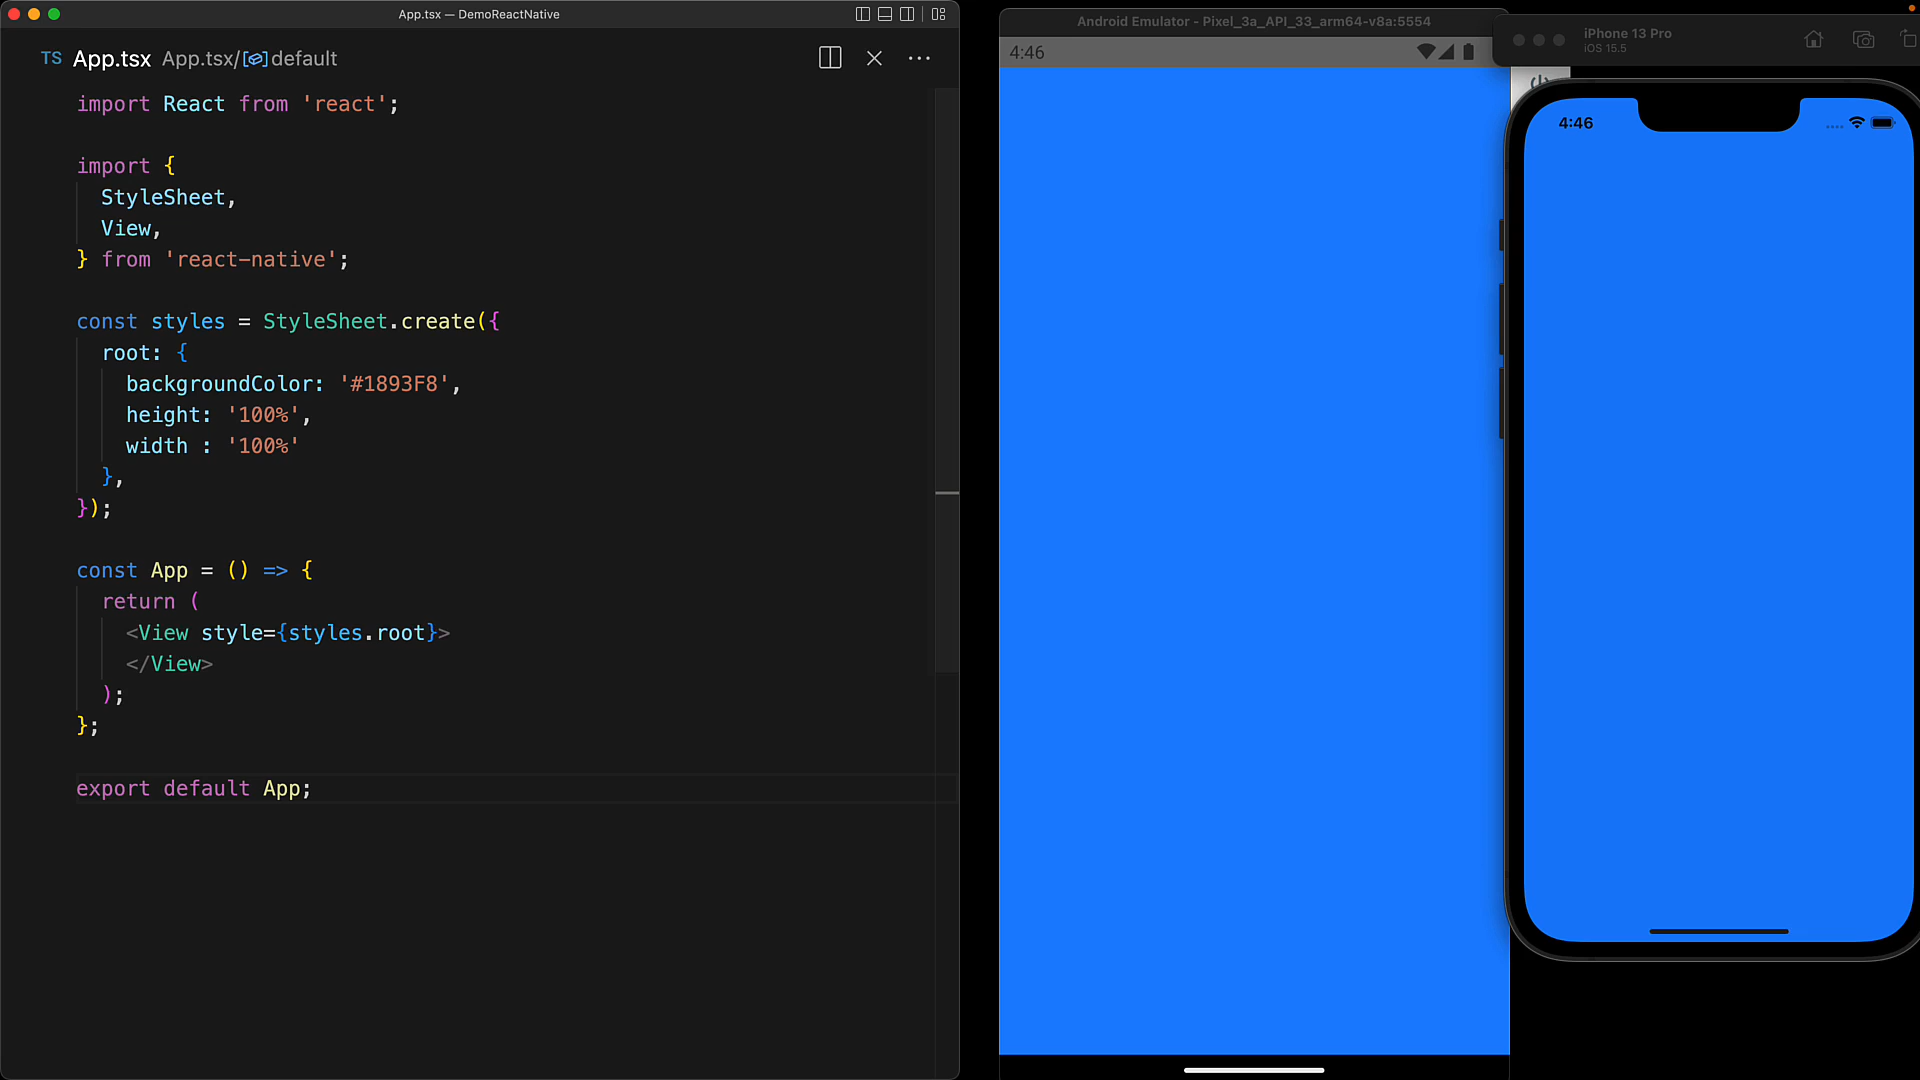 App.tsx — DemoReactNative
TS App.tsx App.tsx/default
import React from 'react';
import {
StyleSheet,
View,
} from 'react-native';
const styles = StyleSheet.create({
root: {
backgroundColor: '#1893F8',
height: '100%',
width : '100%'
},
});
const App = () => {
return (
<View style={styles.root}>
</View>
);
};
export default App;
Android Emulator - Pixel_3a_API_33_arm64-v8a:5554
4:46
iPhone 13 Pro
iOS 15.5
4:46